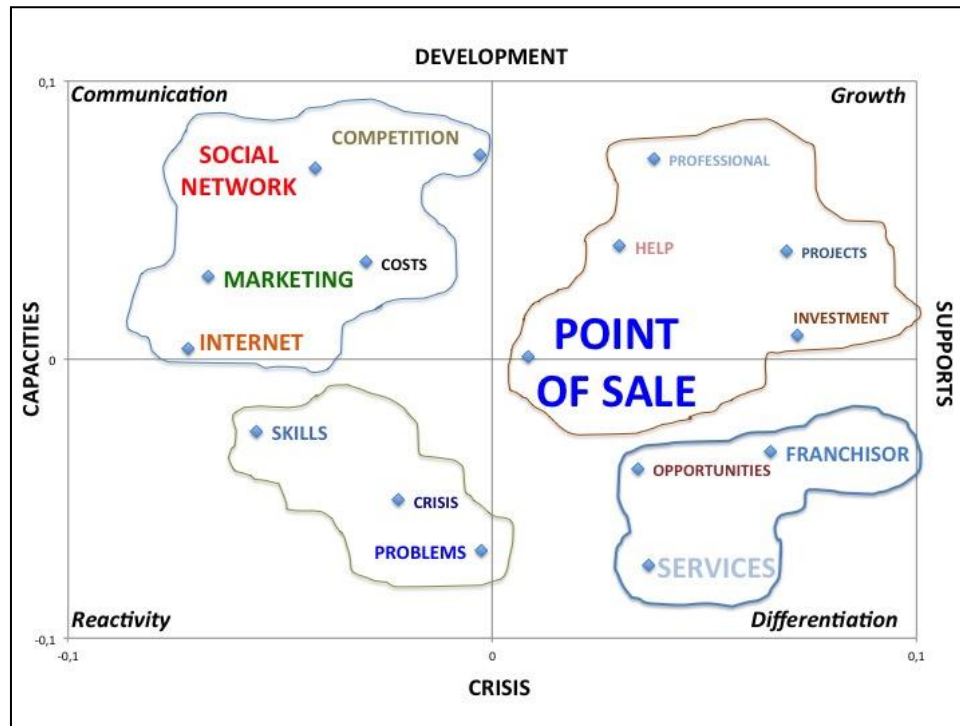 DEVELOPMENT
0,1
Communication
Growth
COMPETITION
SOCIAL
NETWORK
PROFESSIONAL
HELP
PROJECTS
COSTS
MARKETING
INVESTMENT
POINT
OF SALE
INTERNET
0
CAPACITIES
SUPPORTS
SKILLS
FRANCHISOR
OPPORTUNITIES
CRISIS
PROBLEMS
SERVICES
Reactivity
Differentiation
-0,1
-0,1
0
0,1
CRISIS